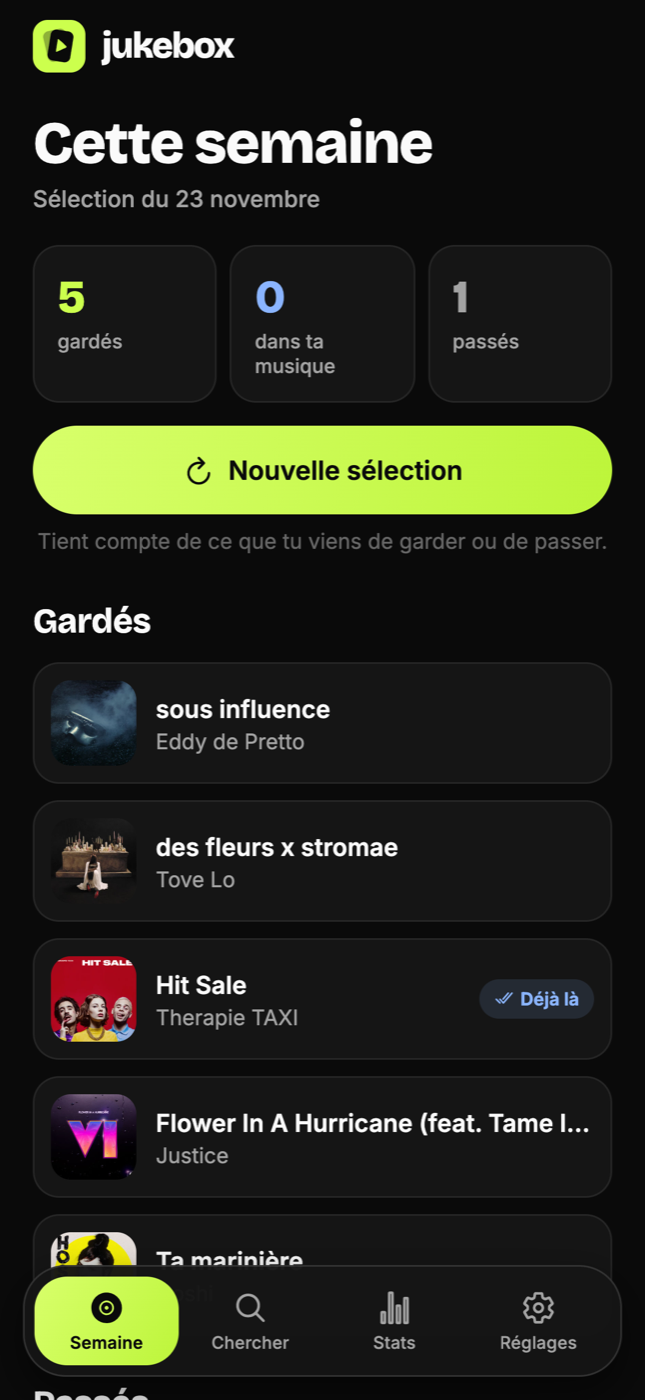 jukebox
Cette semaine
Sélection du 23 novembre
5
gardés
0
dans ta
musique
1
passés
Nouvelle sélection
Tient compte de ce que tu viens de garder ou de passer.
Gardés
sous influence
Eddy de Pretto
des fleurs x stromae
Tove Lo
HIT SALE
Hit Sale
Therapie TAXI
Déjà là
VI
Flower In A Hurricane (feat. Tame I...
Justice
HO
Ta marinière
Semaine
Chercher
Stats
Réglages